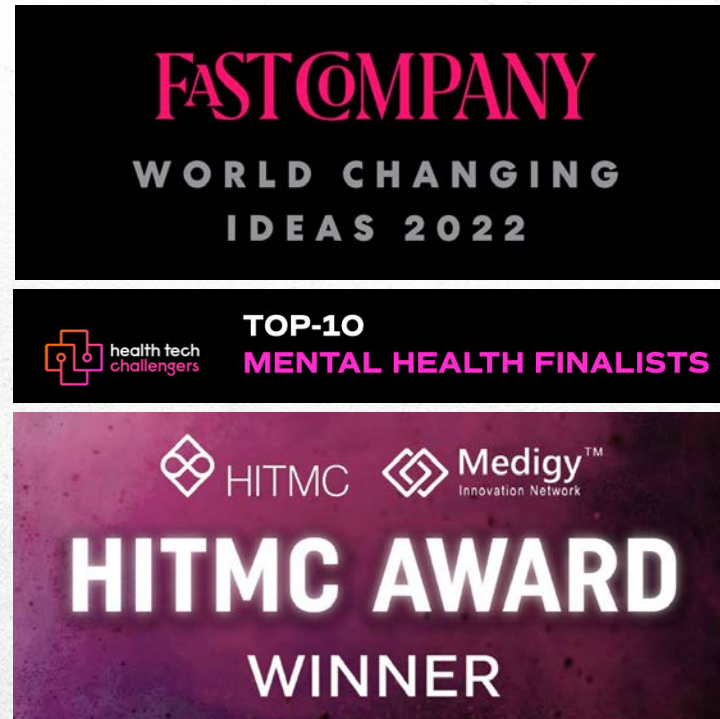 FAST COMPANY
WORLD CHANGING
IDEAS 2022
health tech
challengers
TOP-10
MENTAL HEALTH FINALISTS
HITMC
Medigy™
Innovation Network
HITMC AWARD
WINNER